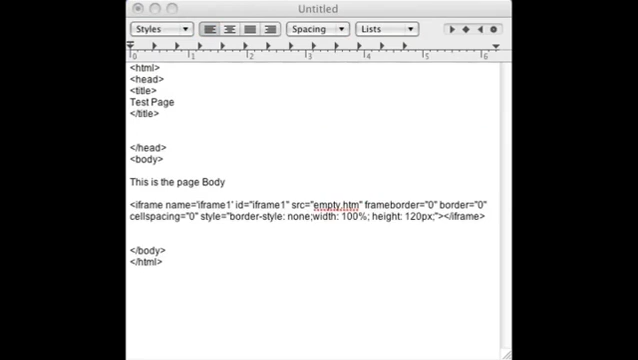 Untitled
Styles Spacing Lists
0 1 2 3 4 5 6
<html>
<head>
<title>
Test Page
</title>
</head>
<body>
This is the page Body
<iframe name='iframe1' id="iframe1" src="empty.htm" frameborder="0" border="0"
cellspacing="0" style="border-style: none;width: 100%; height: 120px;"></iframe>
</body>
</html>